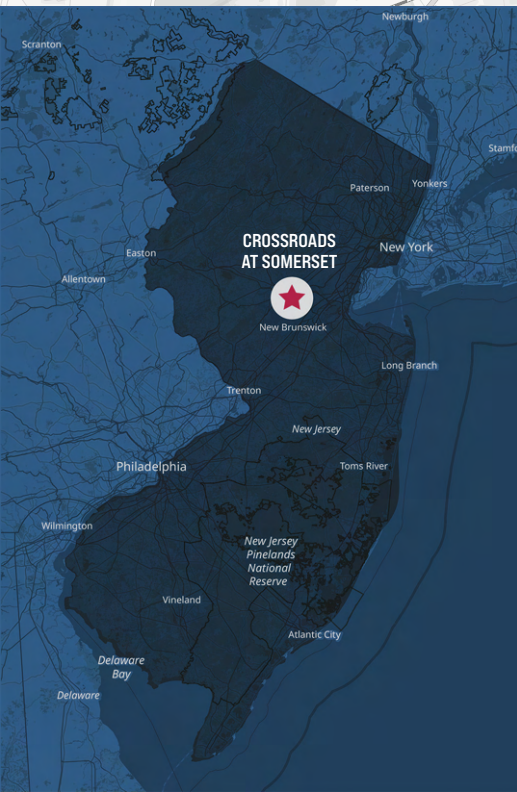 Newburgh
Scranton
Stamfo
Paterson
Yonkers
CROSSROADS
AT SOMERSET
New York
Easton
Allentown
New Brunswick
Long Branch
Trenton
New Jersey
Philadelphia
Toms River
Wilmington
New Jersey
Pinelands
National
Reserve
Vineland
Atlantic City
Delaware
Bay
Delaware